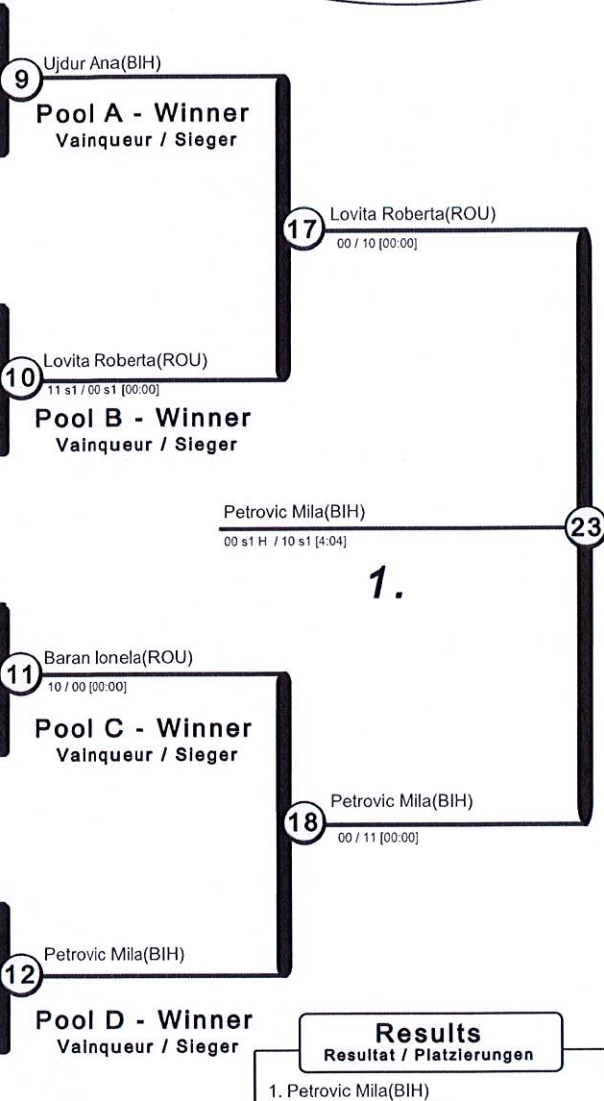 Ujdur Ana(BIH)
9
Pool A - Winner
Vainqueur / Sieger
Lovita Roberta(ROU)
17
00 / 10 [00:00]
Lovita Roberta(ROU)
10
11 s1 / 00 s1 [00:00]
Pool B - Winner
Vainqueur / Sieger
Petrovic Mila(BIH)
23
00 s1 H / 10 s1 [4:04]
1.
Baran Ionela(ROU)
11
10 / 00 [00:00]
Pool C - Winner
Vainqueur / Sieger
Petrovic Mila(BIH)
18
00 / 11 [00:00]
Petrovic Mila(BIH)
12
Pool D - Winner
Vainqueur / Sieger
Results
Resultat / Platzierungen
1. Petrovic Mila(BIH)